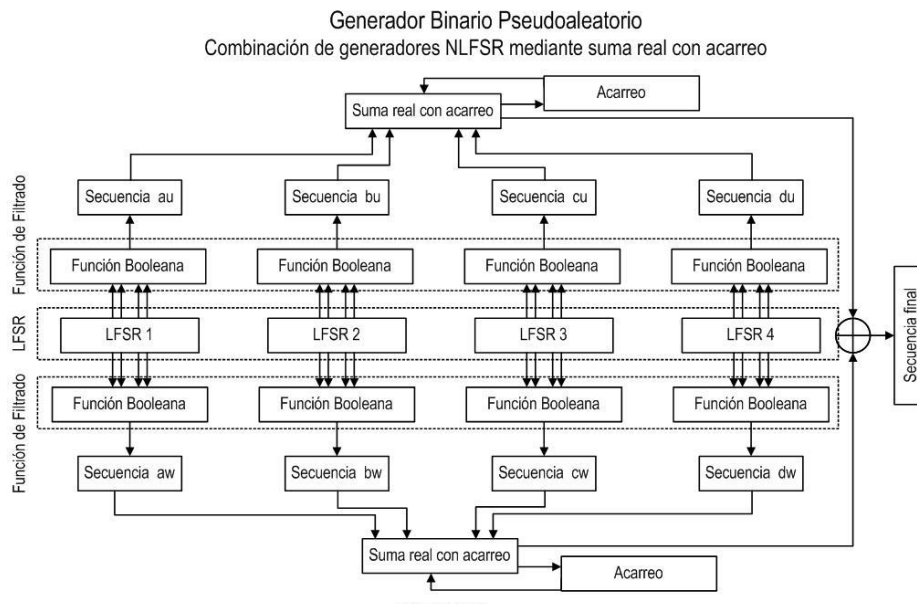 Generador Binario Pseudoaleatorio
Combinación de generadores NLFSR mediante suma real con acarreo
Acarreo
Suma real con acarreo
Función de Filtrado
Secuencia au
Secuencia bu
Secuencia cu
Secuencia du
Función Booleana
Función Booleana
Función Booleana
Función Booleana
LFSR
LFSR 1
LFSR 2
LFSR 3
LFSR 4
Secuencia final
Función de Filtrado
Función Booleana
Función Booleana
Función Booleana
Función Booleana
Secuencia aw
Secuencia bw
Secuencia cw
Secuencia dw
Suma real con acarreo
Acarreo